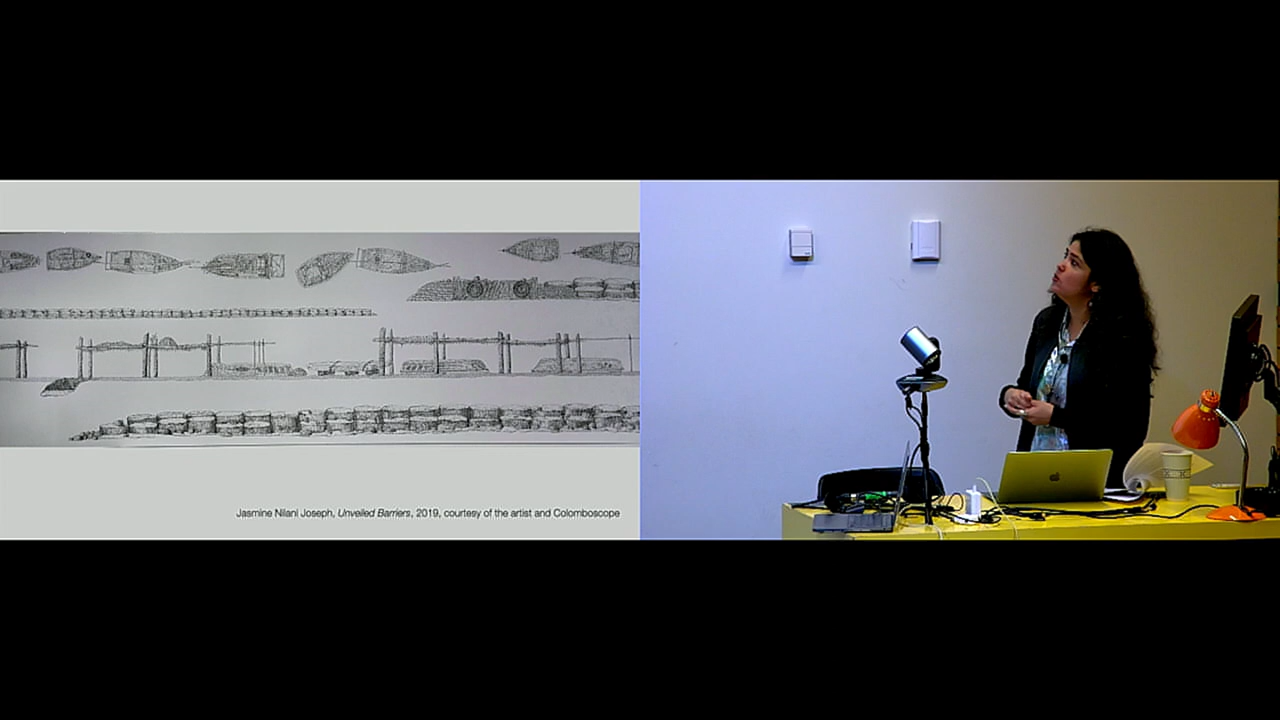 Jasmine Nilani Joseph, Unveiled Barriers, 2019, courtesy of the artist and Colomboscope